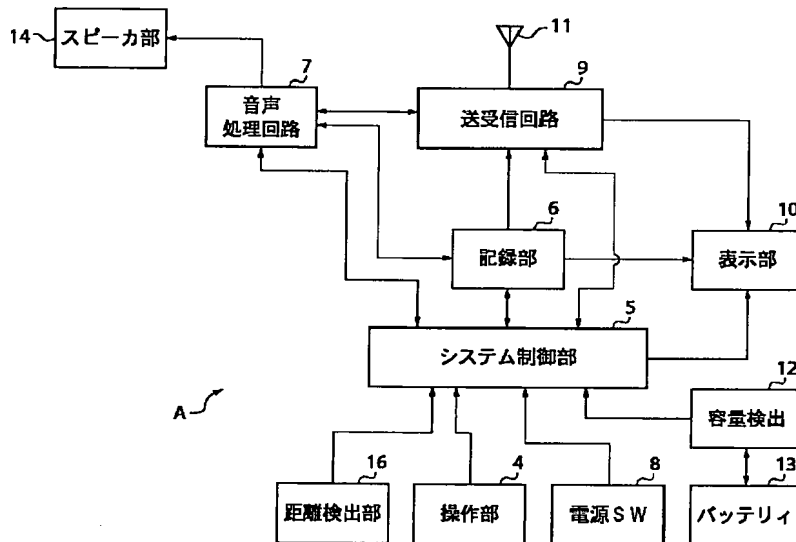 14
スピーカ部
7
音声
処理回路
11
9
送受信回路
6
記録部
10
表示部
5
システム制御部
A
12
容量検出
16
距離検出部
4
操作部
8
電源SW
13
バッテリィ